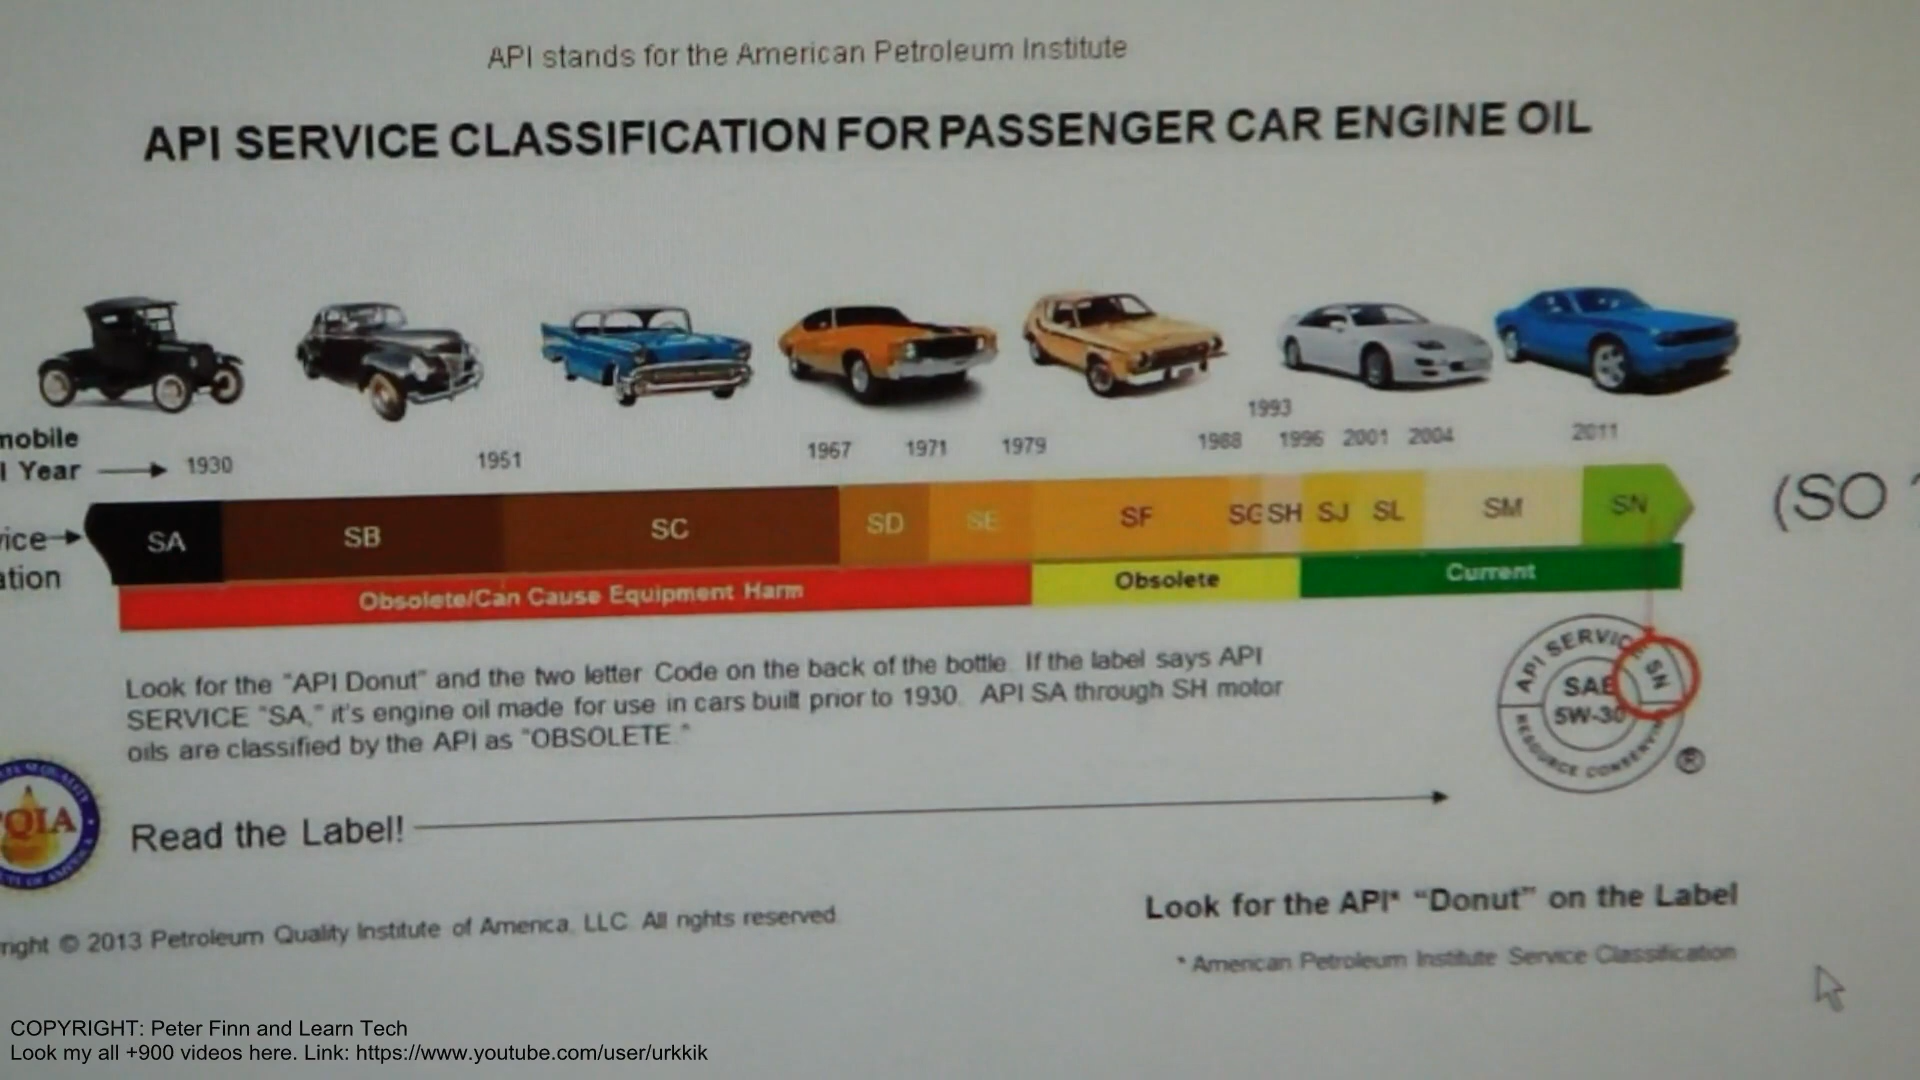 API stands for the American Petroleum Institute
API SERVICE CLASSIFICATION FOR PASSENGER CAR ENGINE OIL
1993
mobile
l Year 1930 1951 1967 1971 1979 1988 1996 2001 2004 2011
SA SB SC SD SE SF SG SH SJ SL SM SN (SO
vice
ation
Obsolete/Can Cause Equipment Harm Obsolete Current
Look for the "API Donut" and the two letter Code on the back of the bottle. If the label says API
SERVICE "SA," it's engine oil made for use in cars built prior to 1930. API SA through SH motor
oils are classified by the API as "OBSOLETE."
API SERVICE SN
SAE
5W-30
RESOURCE CONSERVING
®
QIA
Read the Label!
Look for the API* "Donut" on the Label
right © 2013 Petroleum Quality Institute of America, LLC. All rights reserved.
* American Petroleum Institute Service Classification
COPYRIGHT: Peter Finn and Learn Tech
Look my all +900 videos here. Link: https://www.youtube.com/user/urkkik